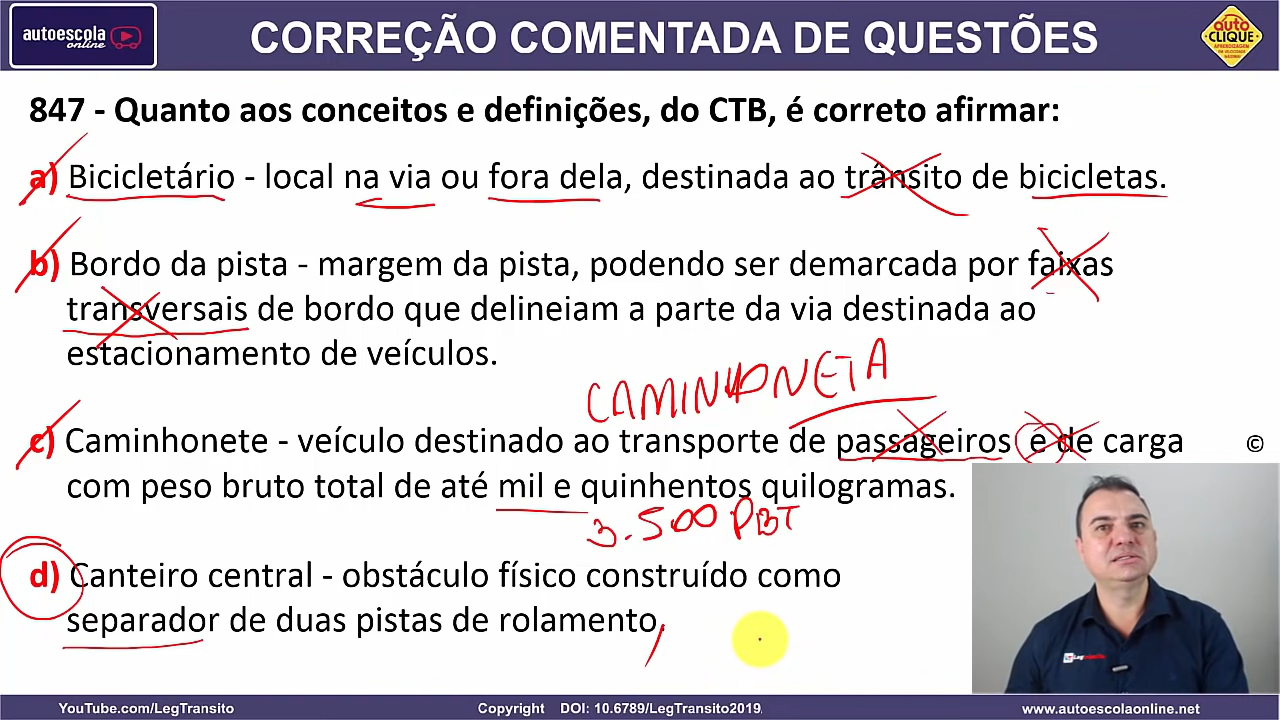 autoescola
online
CORREÇÃO COMENTADA DE QUESTÕES
auto
CLIQUE
847 - Quanto aos conceitos e definições, do CTB, é correto afirmar:
a) Bicicletário - local na via ou fora dela, destinada ao trânsito de bicicletas.
b) Bordo da pista - margem da pista, podendo ser demarcada por faixas
transversais de bordo que delineiam a parte da via destinada ao
estacionamento de veículos.
CAMINHONETA
c) Caminhonete - veículo destinado ao transporte de passageiros e de carga
©
com peso bruto total de até mil e quinhentos quilogramas.
3.500 PBT
d) Canteiro central - obstáculo físico construído como
separador de duas pistas de rolamento,
LegTransito
YouTube.com/LegTransito
Copyright DOI: 10.6789/LegTransito2019
www.autoescolaonline.net